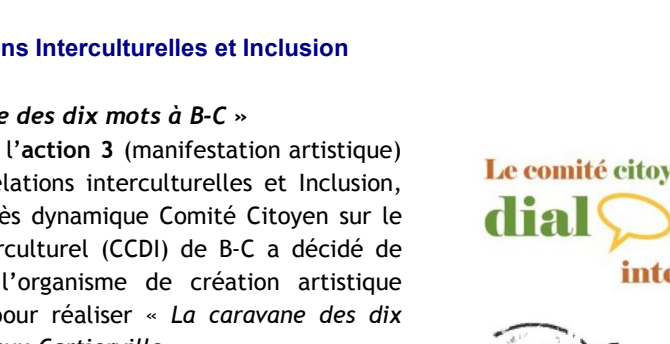 ns Interculturelles et Inclusion
e des dix mots à B-C »
l'action 3 (manifestation artistique)
elations interculturelles et Inclusion,
ès dynamique Comité Citoyen sur le
rculturel (CCDI) de B-C a décidé de
l'organisme de création artistique
pour réaliser « La caravane des dix
Le comité citoy
dial
inte